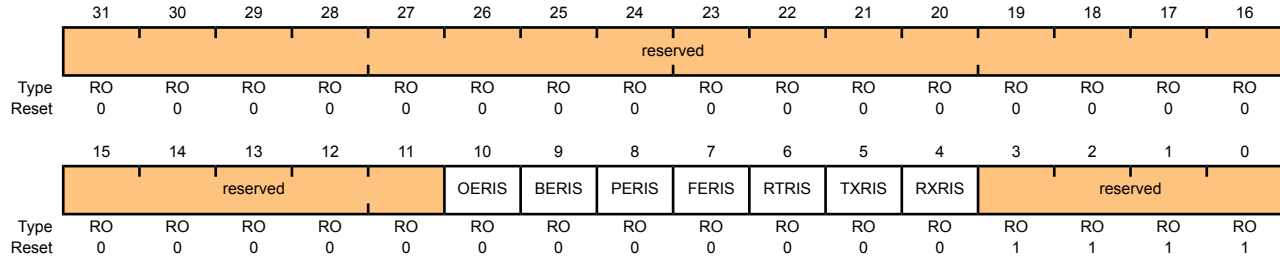 31 30 29 28 27 26 25 24 23 22 21 20 19 18 17 16
reserved
Type RO RO RO RO RO RO RO RO RO RO RO RO RO RO RO RO
Reset 0 0 0 0 0 0 0 0 0 0 0 0 0 0 0 0
15 14 13 12 11 10 9 8 7 6 5 4 3 2 1 0
reserved OERIS BERIS PERIS FERIS RTRIS TXRIS RXRIS reserved
Type RO RO RO RO RO RO RO RO RO RO RO RO RO RO RO RO
Reset 0 0 0 0 0 0 0 0 0 0 0 0 1 1 1 1